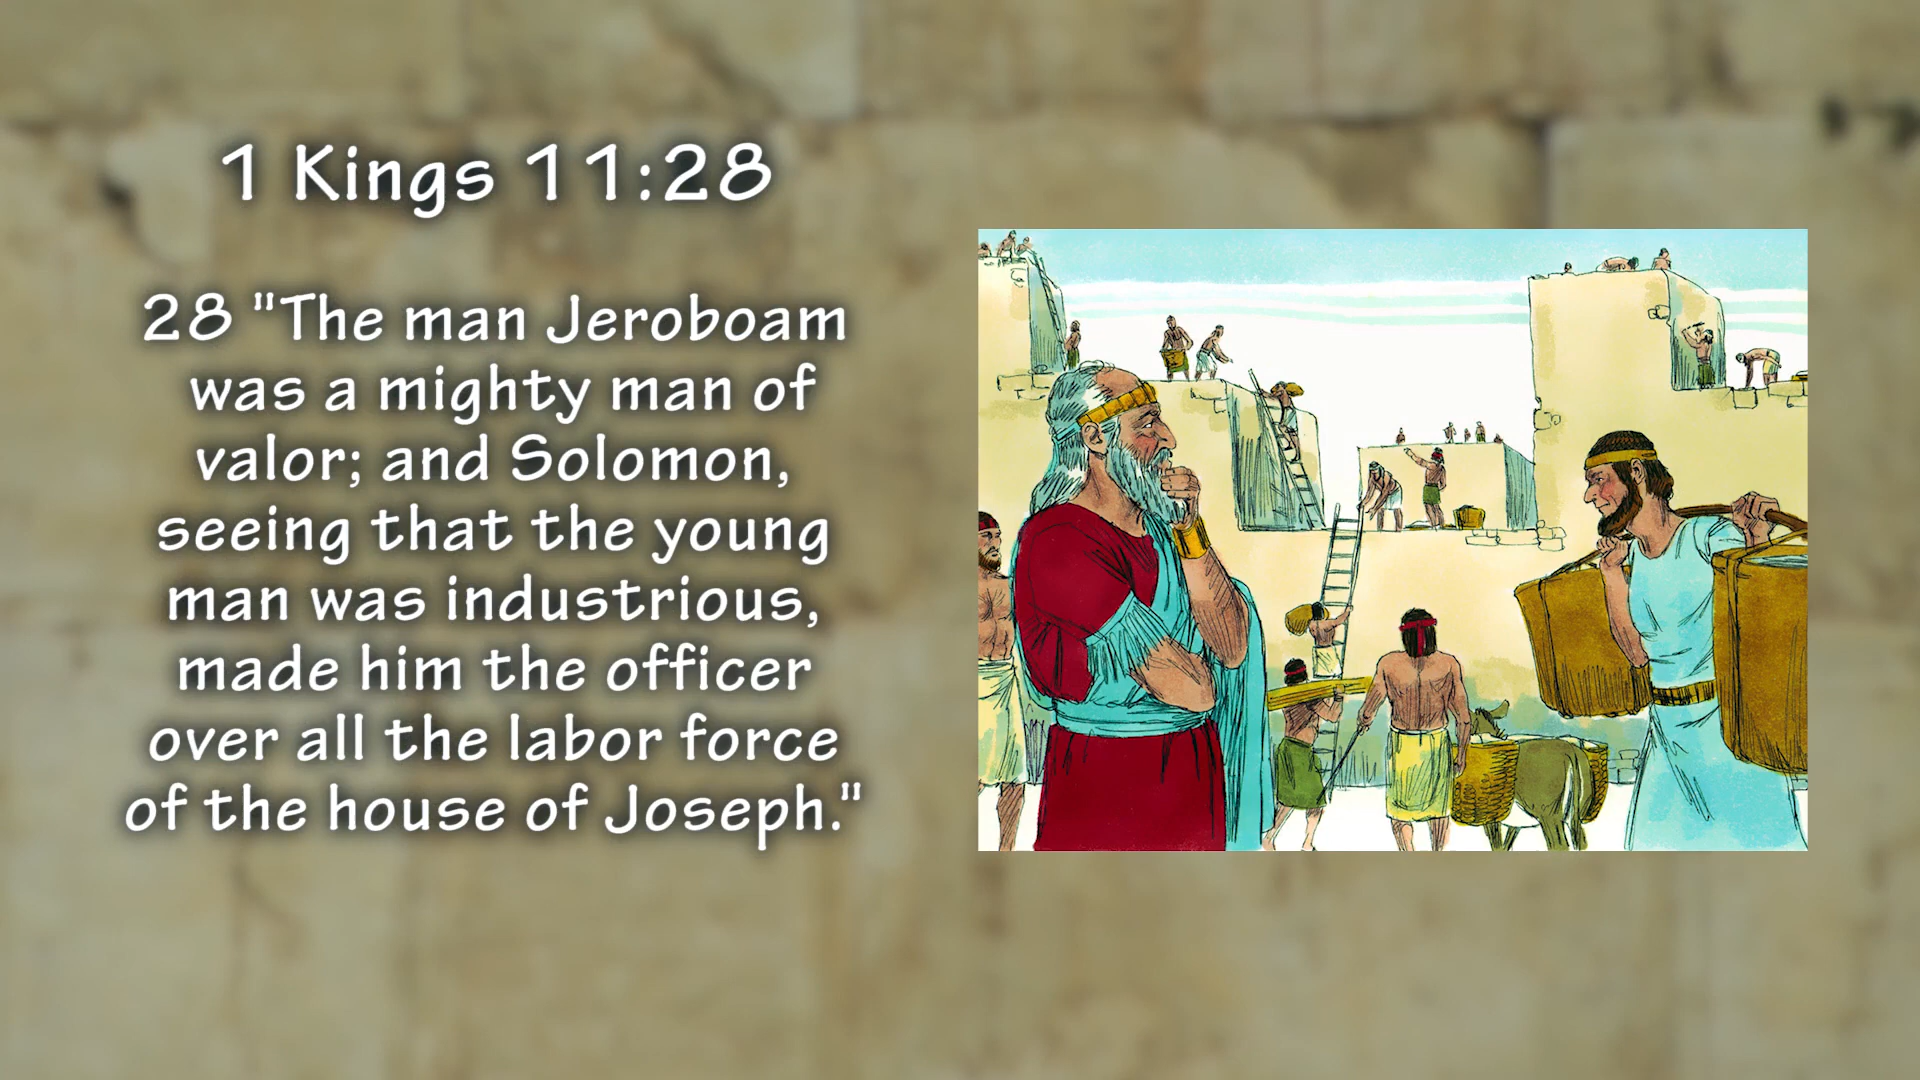 1 Kings 11:28
28 "The man Jeroboam
was a mighty man of
valor; and Solomon,
seeing that the young
man was industrious,
made him the officer
over all the labor force
of the house of Joseph."